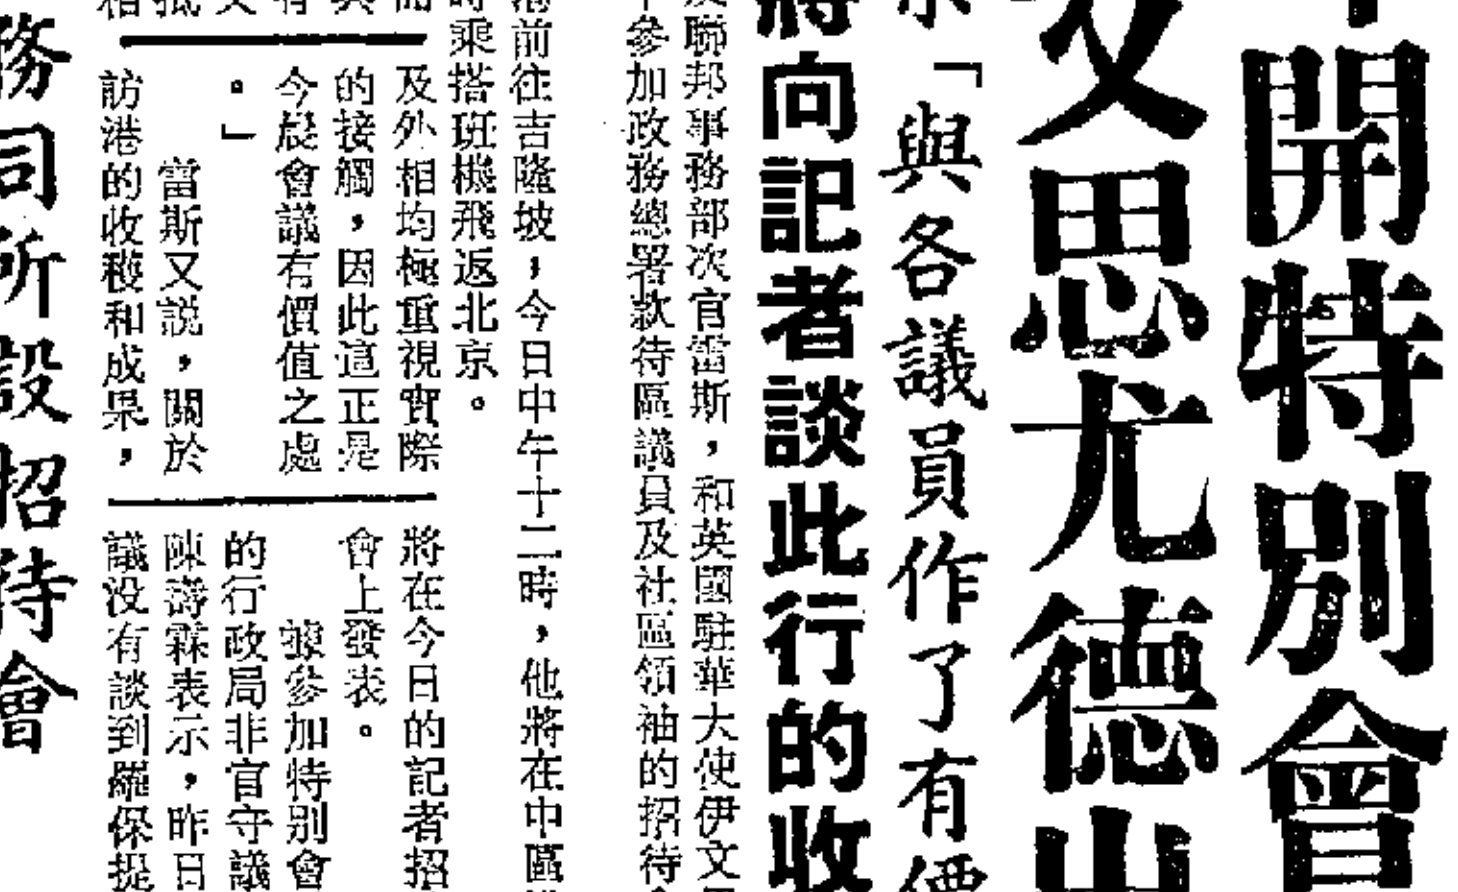 開特別會
文思尤德出
「與各議員作了有價
將向記者談此行的收
聯邦事務部次官雷斯，和英國駐華大使伊文
參加政務總署款待區議員及社區領袖的招待
前往吉隆坡，今日中午十二時，他將在中區
乘搭班機飛返北京。
及外相均極重視實際
的接觸，因此這正是
今晨會議有價值之處
。」
當斯又說，關於
訪港的收穫和成果，
將在今日的記者招
會上發表。
據參加特別會
的行政局非官守議
陳壽霖表示，昨日
議没有談到羅保提
務司所設招待會